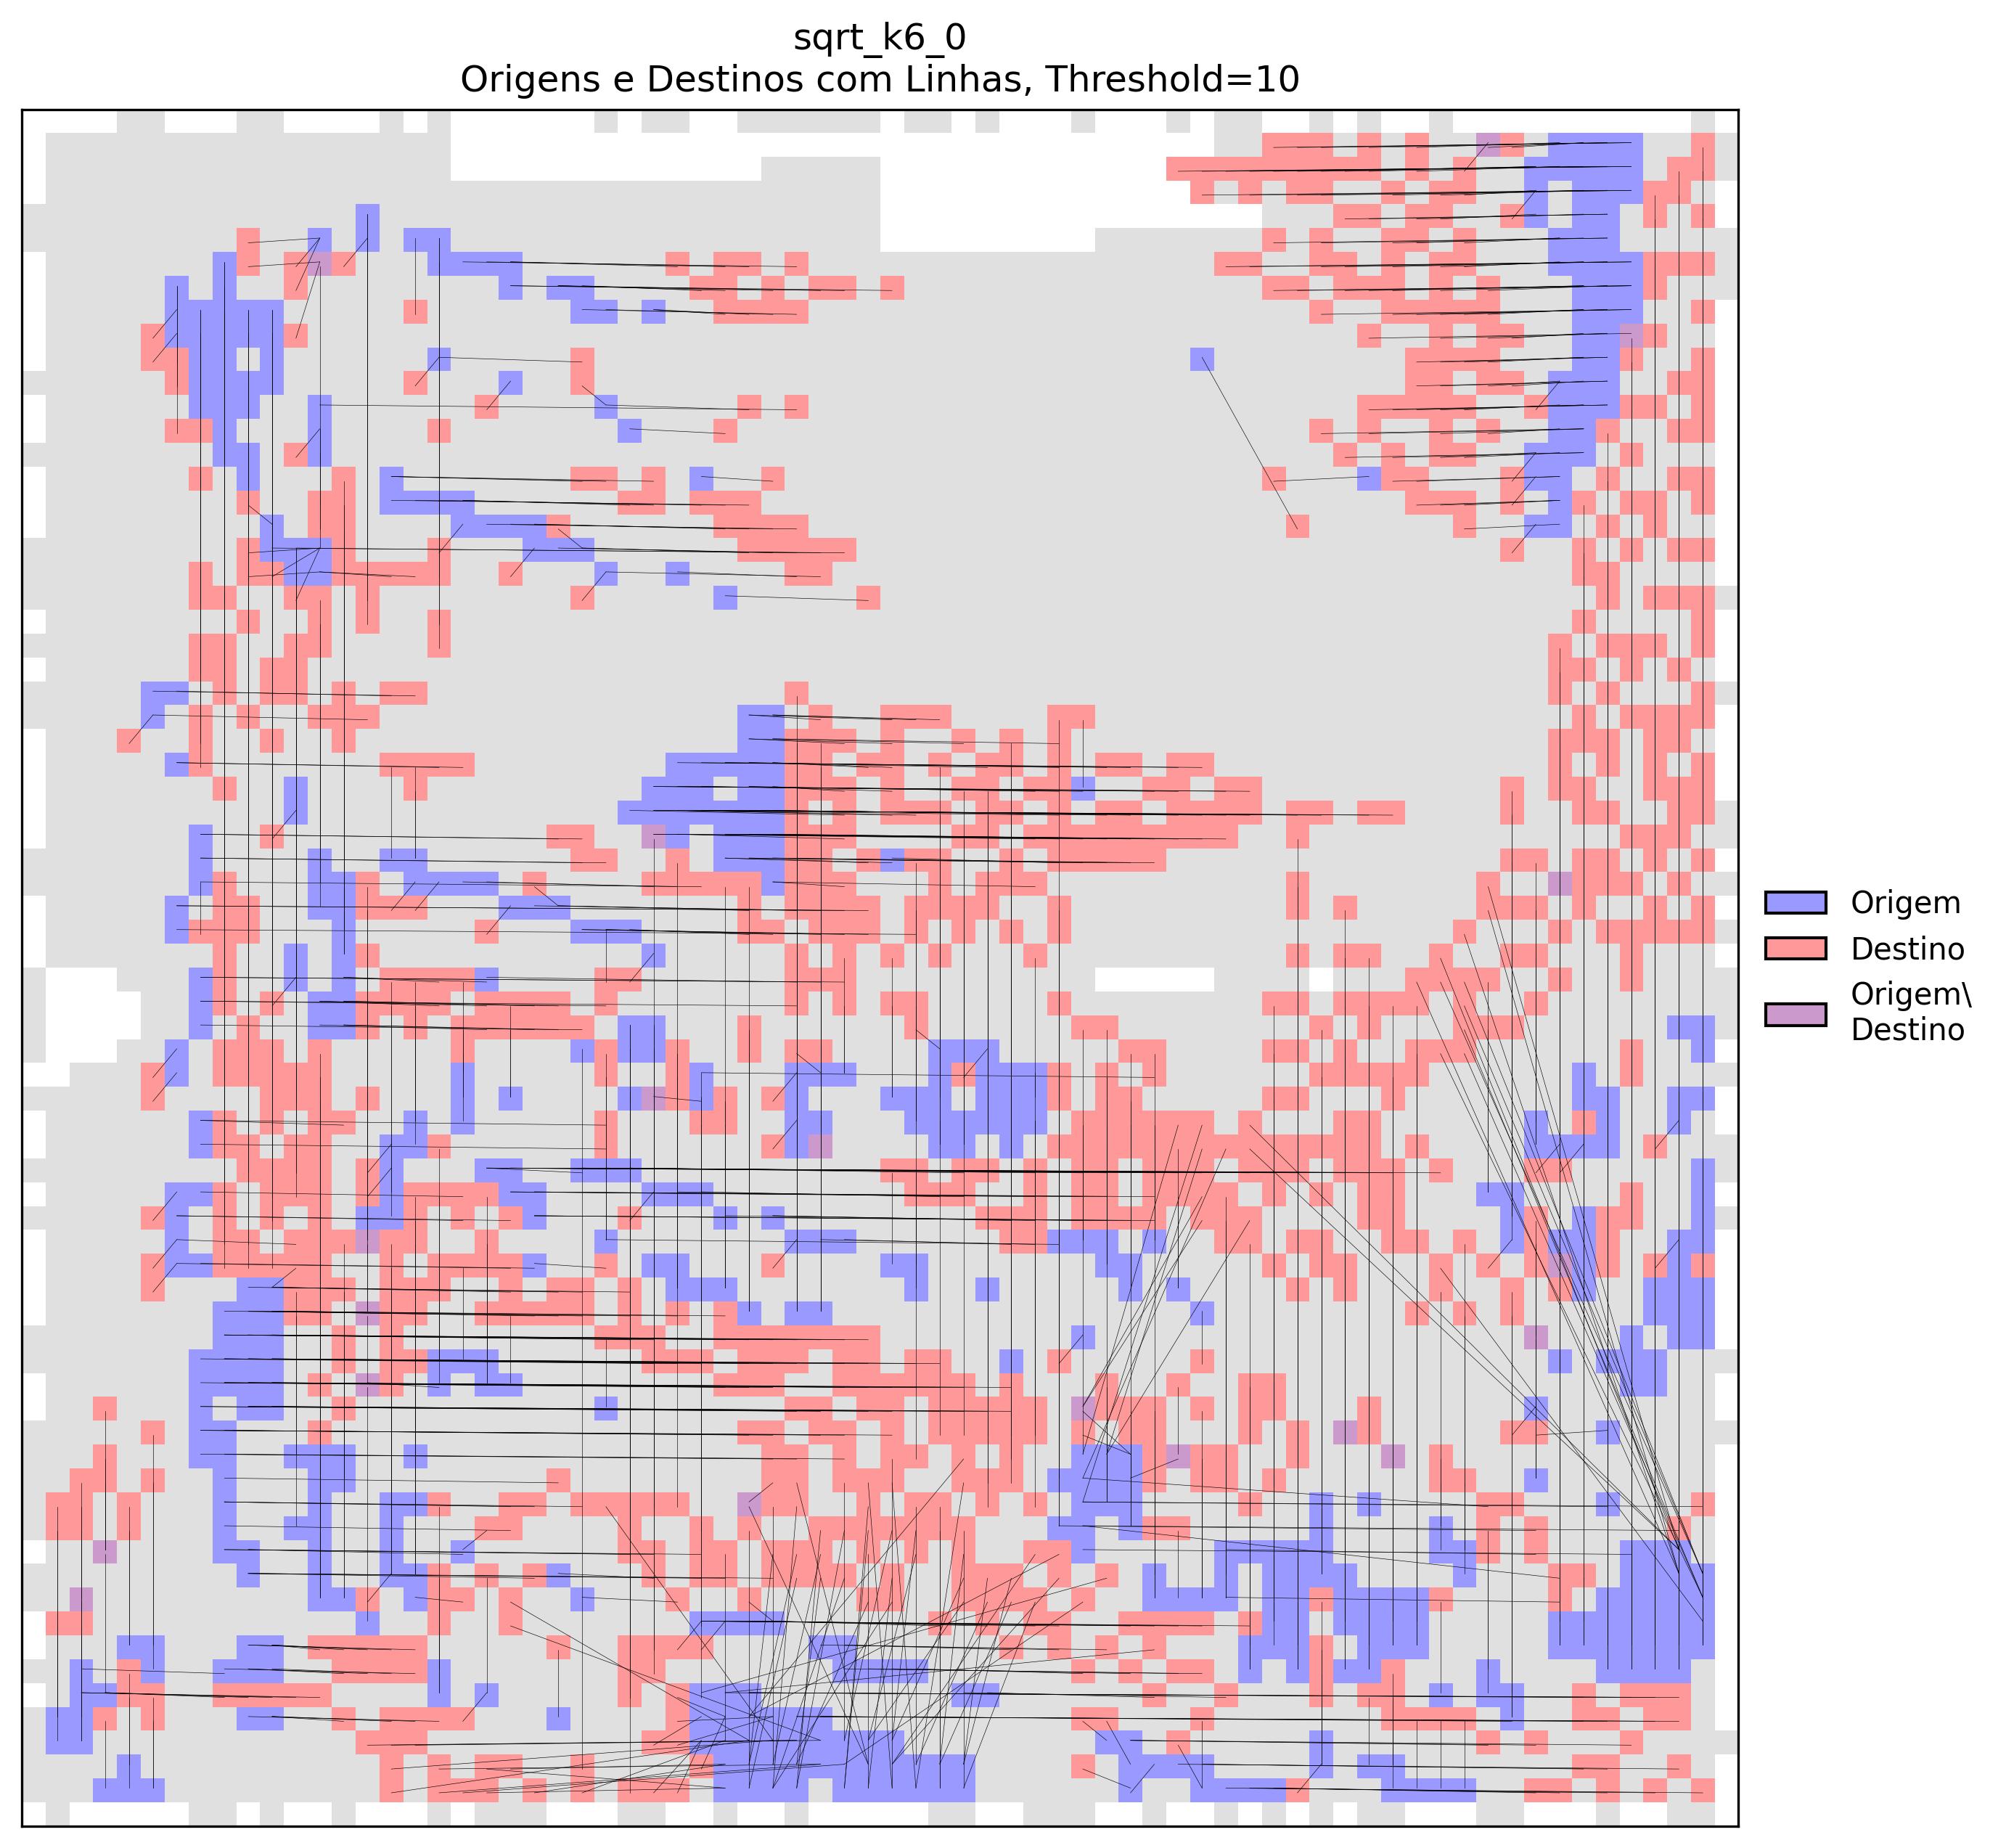 sqrt_k6_0
Origens e Destinos com Linhas, Threshold=10
Origem
Destino
Origem\
Destino